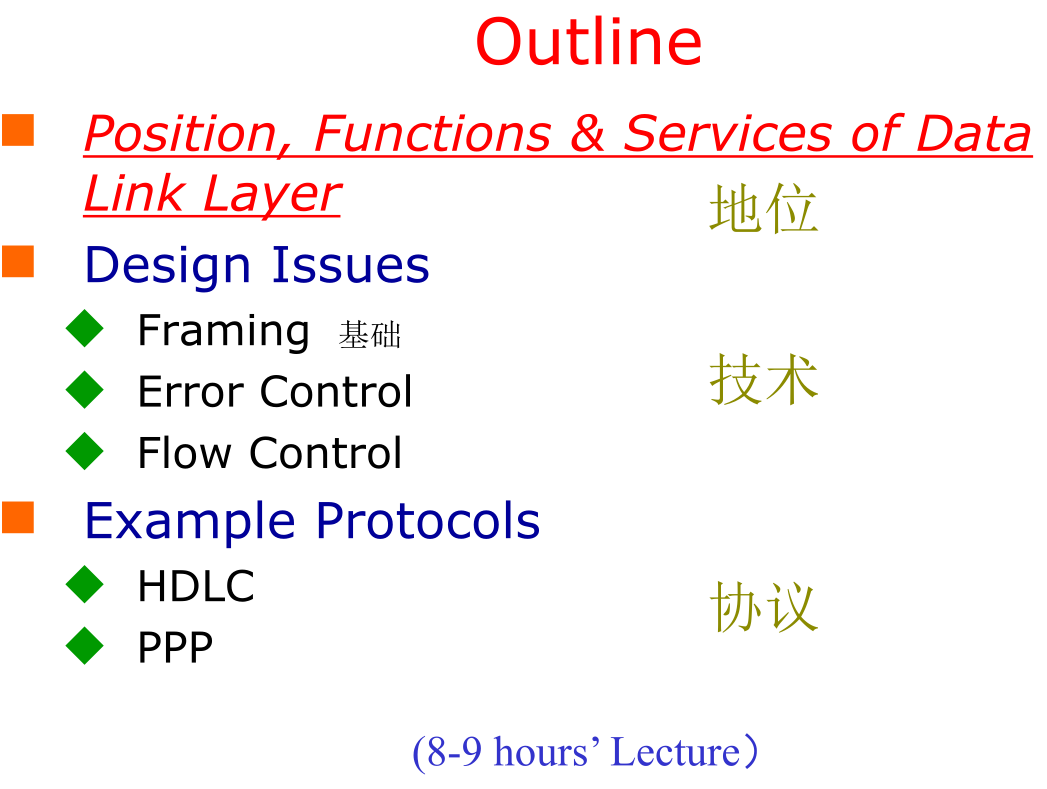 Outline
Position, Functions & Services of Data
Link Layer
地位
Design Issues
Framing 基础
Error Control
技术
Flow Control
Example Protocols
HDLC
协议
PPP
(8-9 hours’ Lecture）